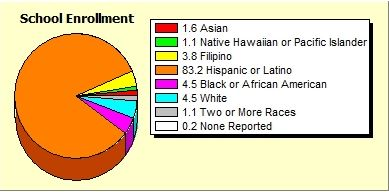 School Enrollment
1.6 Asian
1.1 Native Hawaiian or Pacific Islander
3.8 Filipino
83.2 Hispanic or Latino
4.5 Black or African American
4.5 White
1.1 Two or More Races
0.2 None Reported